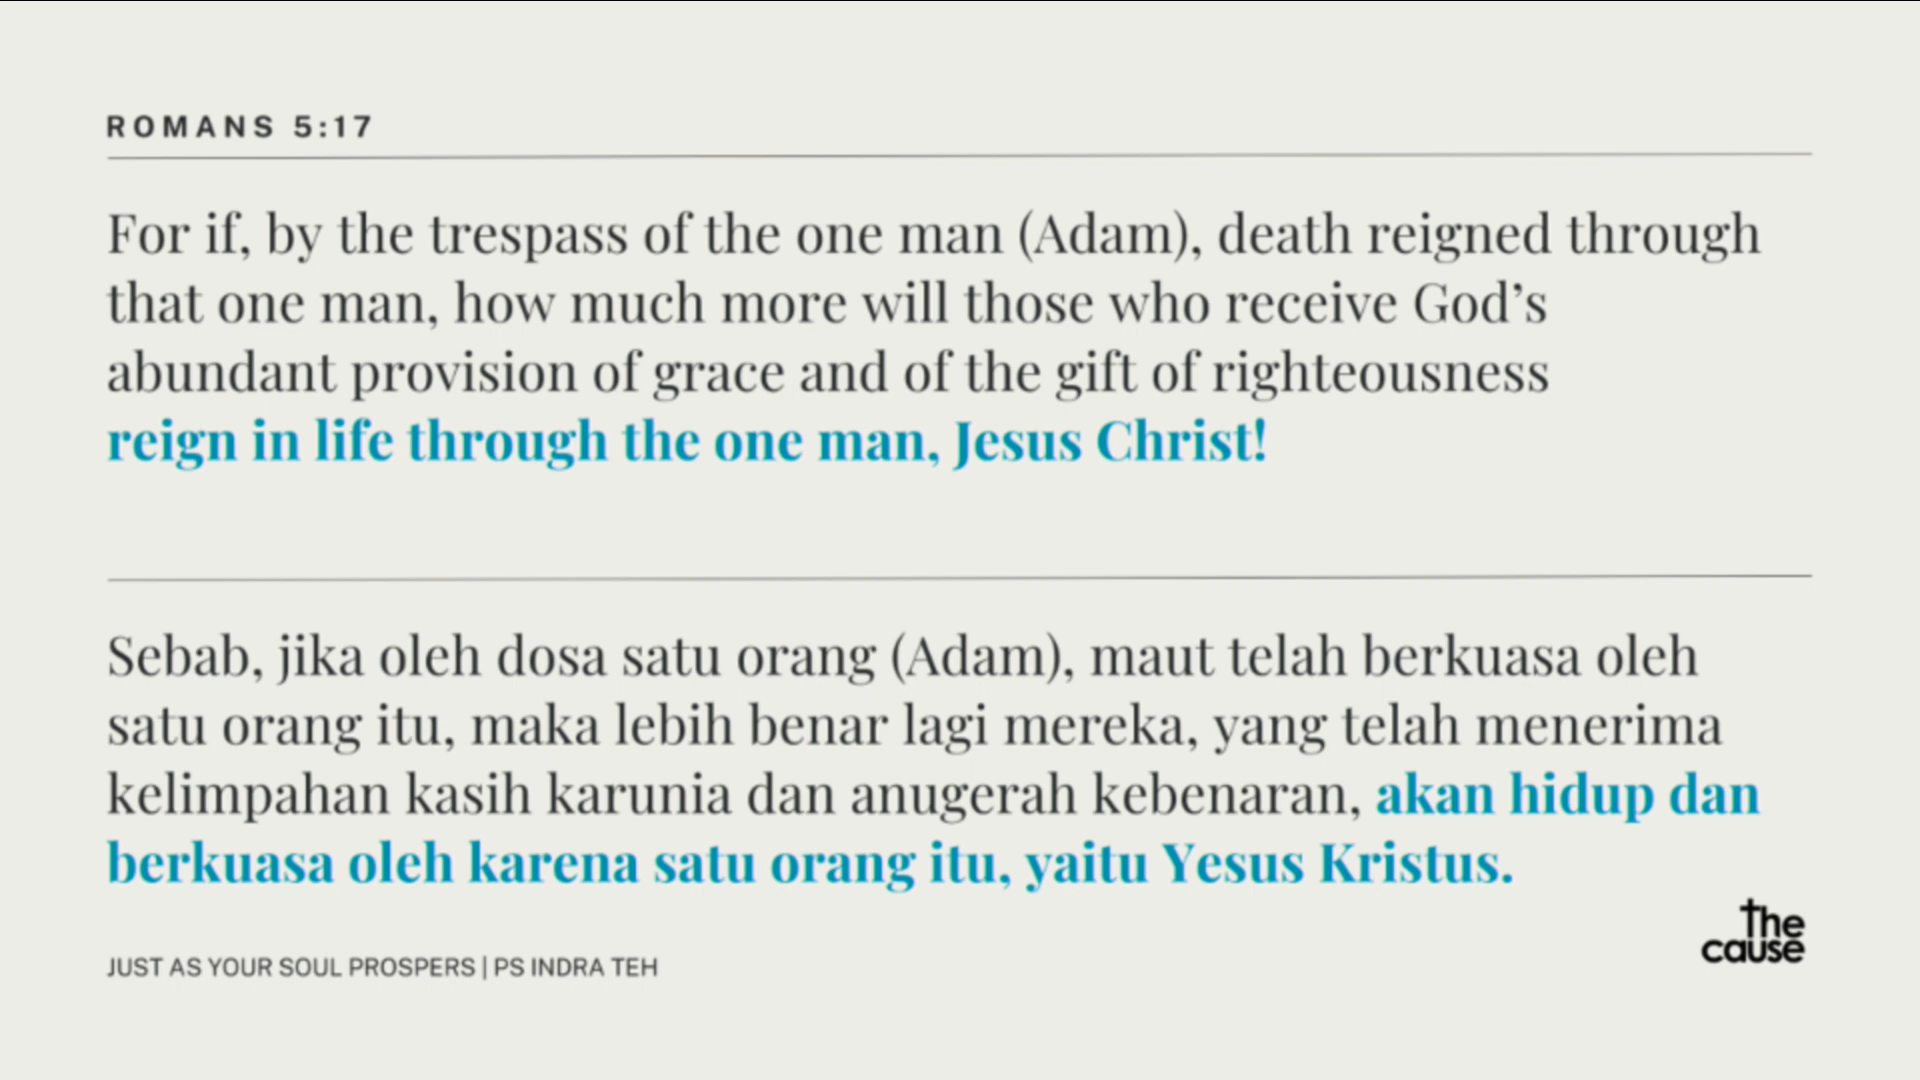 ROMANS 5:17
For if, by the trespass of the one man (Adam), death reigned through
that one man, how much more will those who receive God’s
abundant provision of grace and of the gift of righteousness
reign in life through the one man, Jesus Christ!
Sebab, jika oleh dosa satu orang (Adam), maut telah berkuasa oleh
satu orang itu, maka lebih benar lagi mereka, yang telah menerima
kelimpahan kasih karunia dan anugerah kebenaran, akan hidup dan
berkuasa oleh karena satu orang itu, yaitu Yesus Kristus.
the
cause
JUST AS YOUR SOUL PROSPERS | PS INDRA TEH